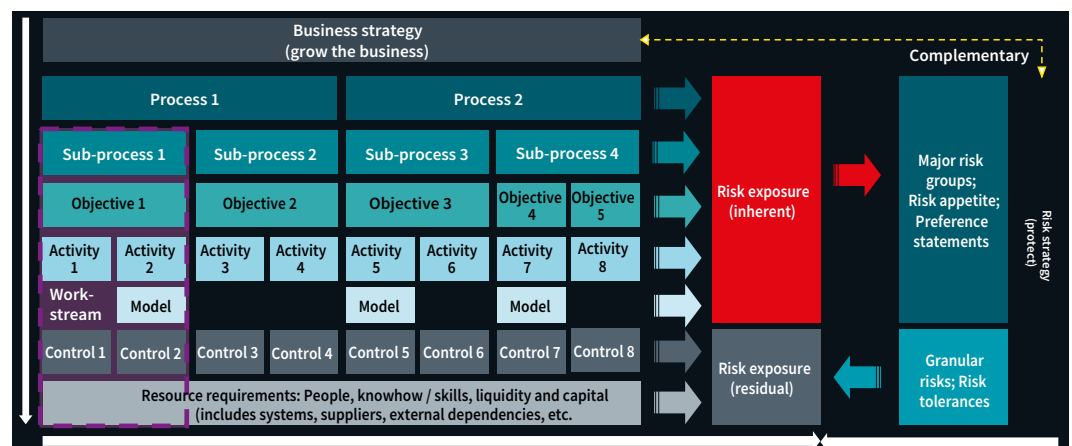 Business strategy
(grow the business)
Complementary
Process 1
Process 2
Sub-process 1
Sub-process 2
Sub-process 3
Sub-process 4
Objective 1
Objective 2
Objective 3
Objective
4
Objective
5
Activity
1
Activity
2
Activity
3
Activity
4
Activity
5
Activity
6
Activity
7
Activity
8
Work-
stream
Model
Model
Model
Control 1
Control 2
Control 3
Control 4
Control 5
Control 6
Control 7
Control 8
Resource requirements: People, knowhow / skills, liquidity and capital
(includes systems, suppliers, external dependencies, etc.
Risk exposure
(inherent)
Risk exposure
(residual)
Major risk
groups;
Risk appetite;
Preference
statements
Granular
risks; Risk
tolerances
Risk strategy
(protect)